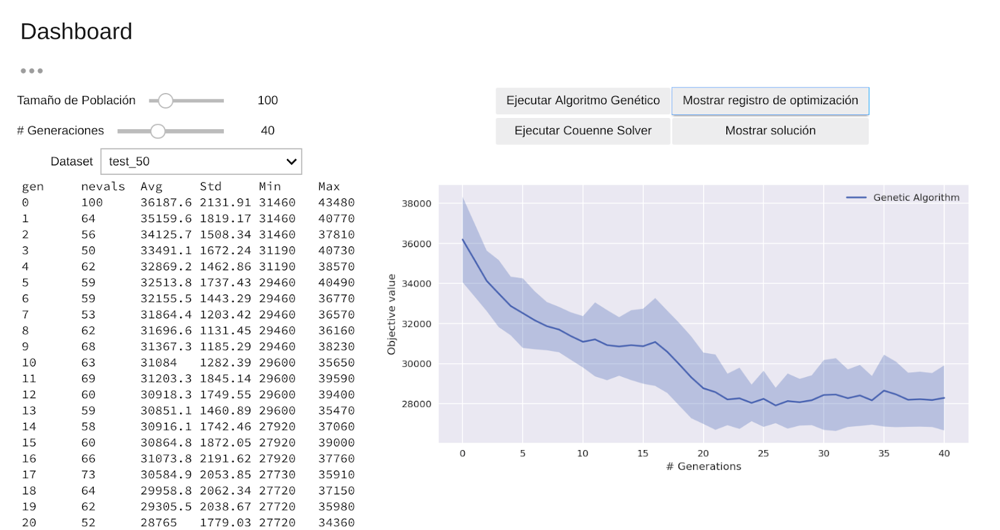 Dashboard
Tamaño de Población 100
# Generaciones 40
Dataset test_50
Ejecutar Algoritmo Genético Mostrar registro de optimización
Ejecutar Couenne Solver Mostrar solución
gen nevals Avg Std Min Max
0 100 36187.6 2131.91 31460 43480
1 64 35159.6 1819.17 31460 40770
2 56 34125.7 1508.34 31460 37810
3 50 33491.1 1672.24 31190 40730
4 62 32869.2 1462.86 31190 38570
5 59 32513.8 1737.43 29460 40490
6 59 32155.5 1443.29 29460 36770
7 53 31864.4 1203.42 29460 36570
8 62 31696.6 1131.45 29460 36160
9 68 31367.3 1185.29 29460 38230
10 63 31084 1282.39 29600 35650
11 69 31203.3 1845.14 29600 39590
12 60 30918.3 1749.55 29600 39400
13 59 30851.1 1460.89 29600 35470
14 58 30916.1 1742.46 27920 37060
15 60 30864.8 1872.05 27920 39000
16 66 31073.8 2191.62 27920 37760
17 73 30584.9 2053.85 27730 35910
18 64 29958.8 2062.34 27720 37150
19 62 29305.5 2038.67 27720 35980
20 52 28765 1779.03 27720 34360
Genetic Algorithm
Objective value
38000
36000
34000
32000
30000
28000
0 5 10 15 20 25 30 35 40
# Generations